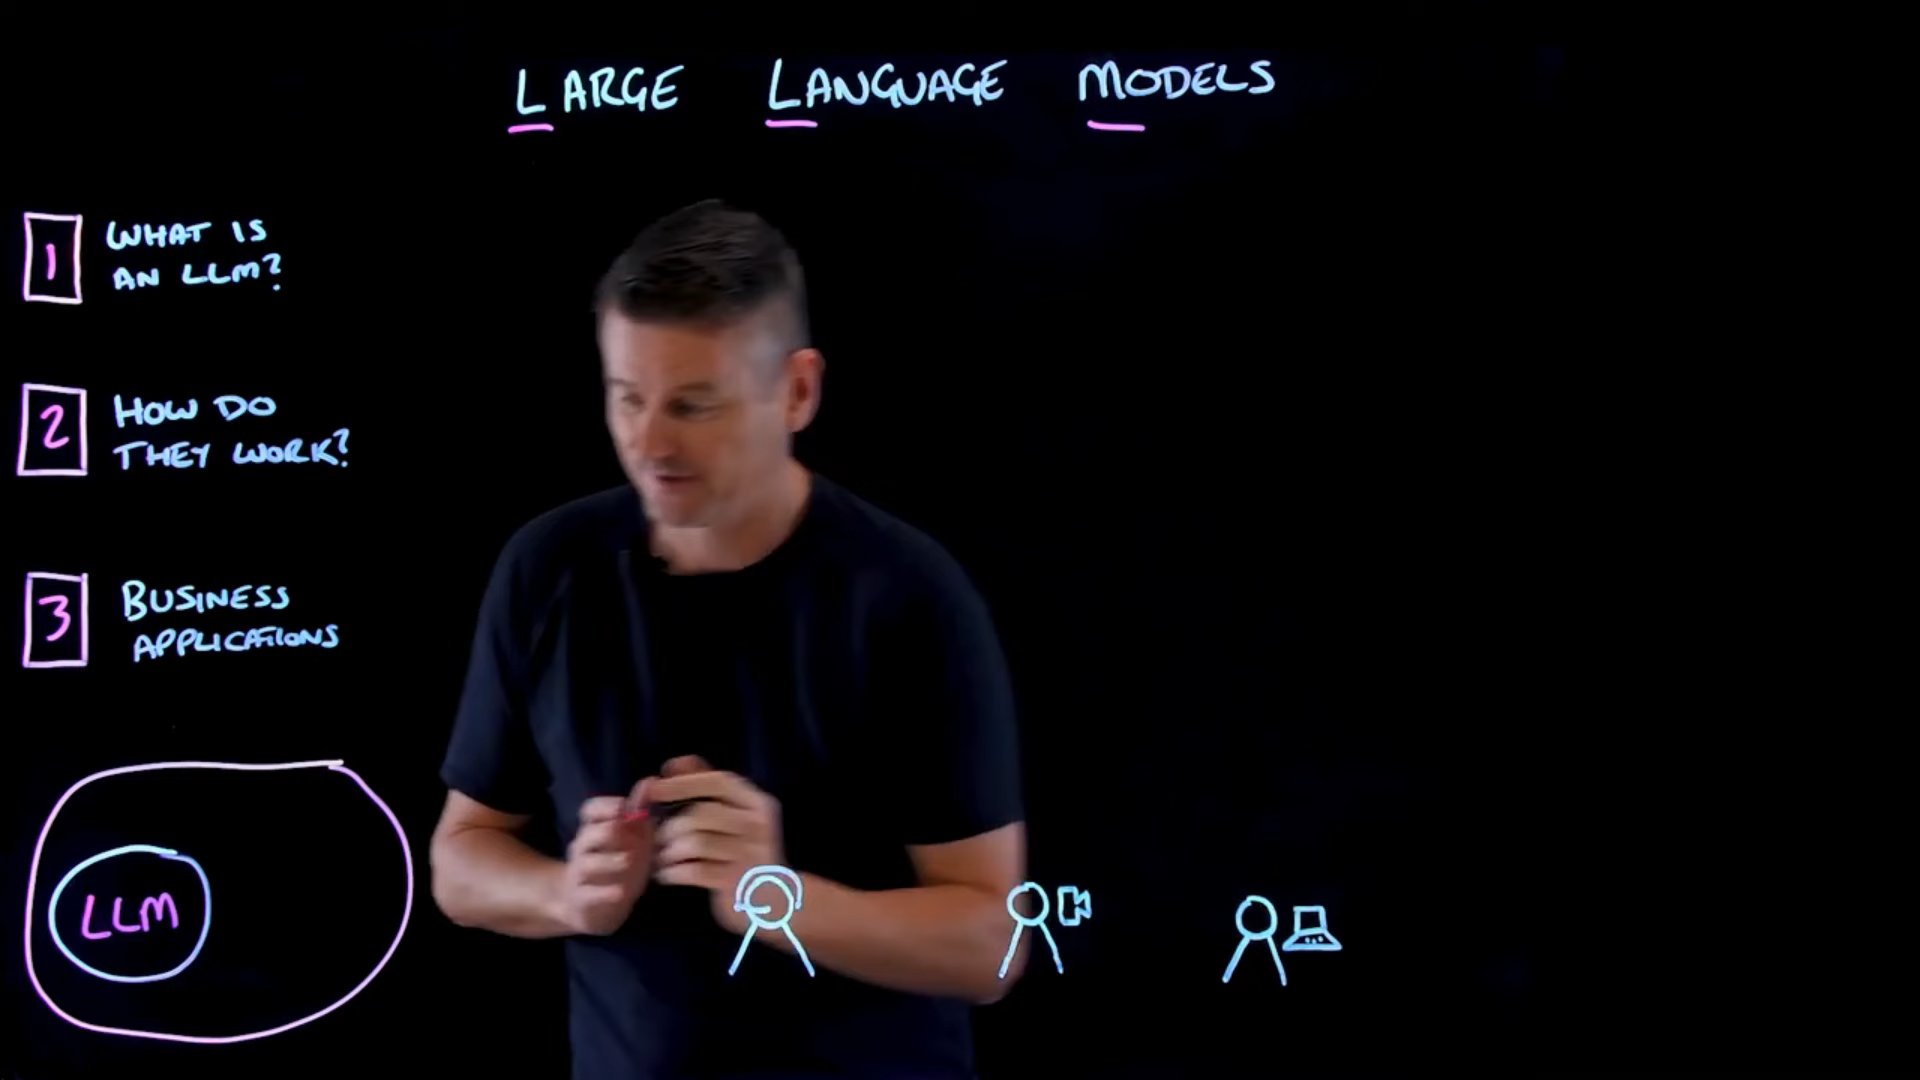 LARGE LANGUAGE MODELS
1 WHAT IS
AN LLM?
2 HOW DO
THEY WORK?
3 BUSINESS
APPLICATIONS
LLM